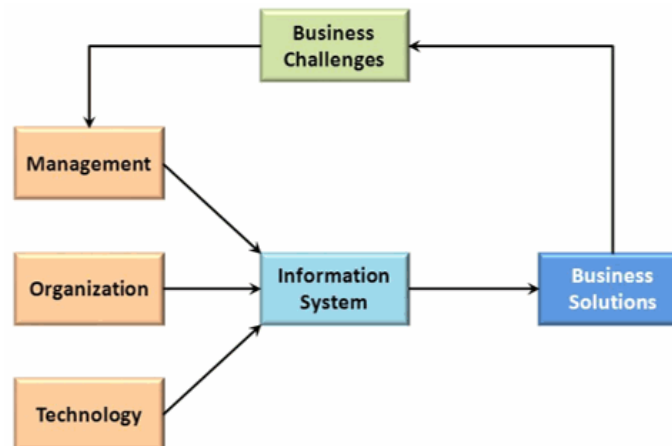 Business
Challenges
Management
Organization
Information
System
Business
Solutions
Technology